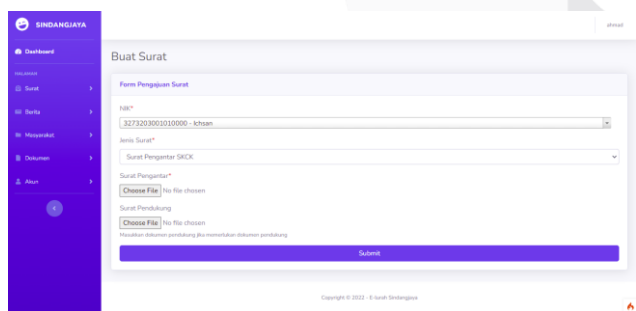 SINDANGJAYA
ahmad
Dashboard
HALAMAN
Surat
Berita
Masyarakat
Dokumen
Akun
Buat Surat
Form Pengajuan Surat
NIK*
3273203001010000 - Ichsan
Jenis Surat*
Surat Pengantar SKCK
Surat Pengantar*
Choose File No file chosen
Surat Pendukung
Choose File No file chosen
Masukkan dokumen pendukung jika memerlukan dokumen pendukung.
Submit
Copyright © 2022 - E-lurah Sindangjaya